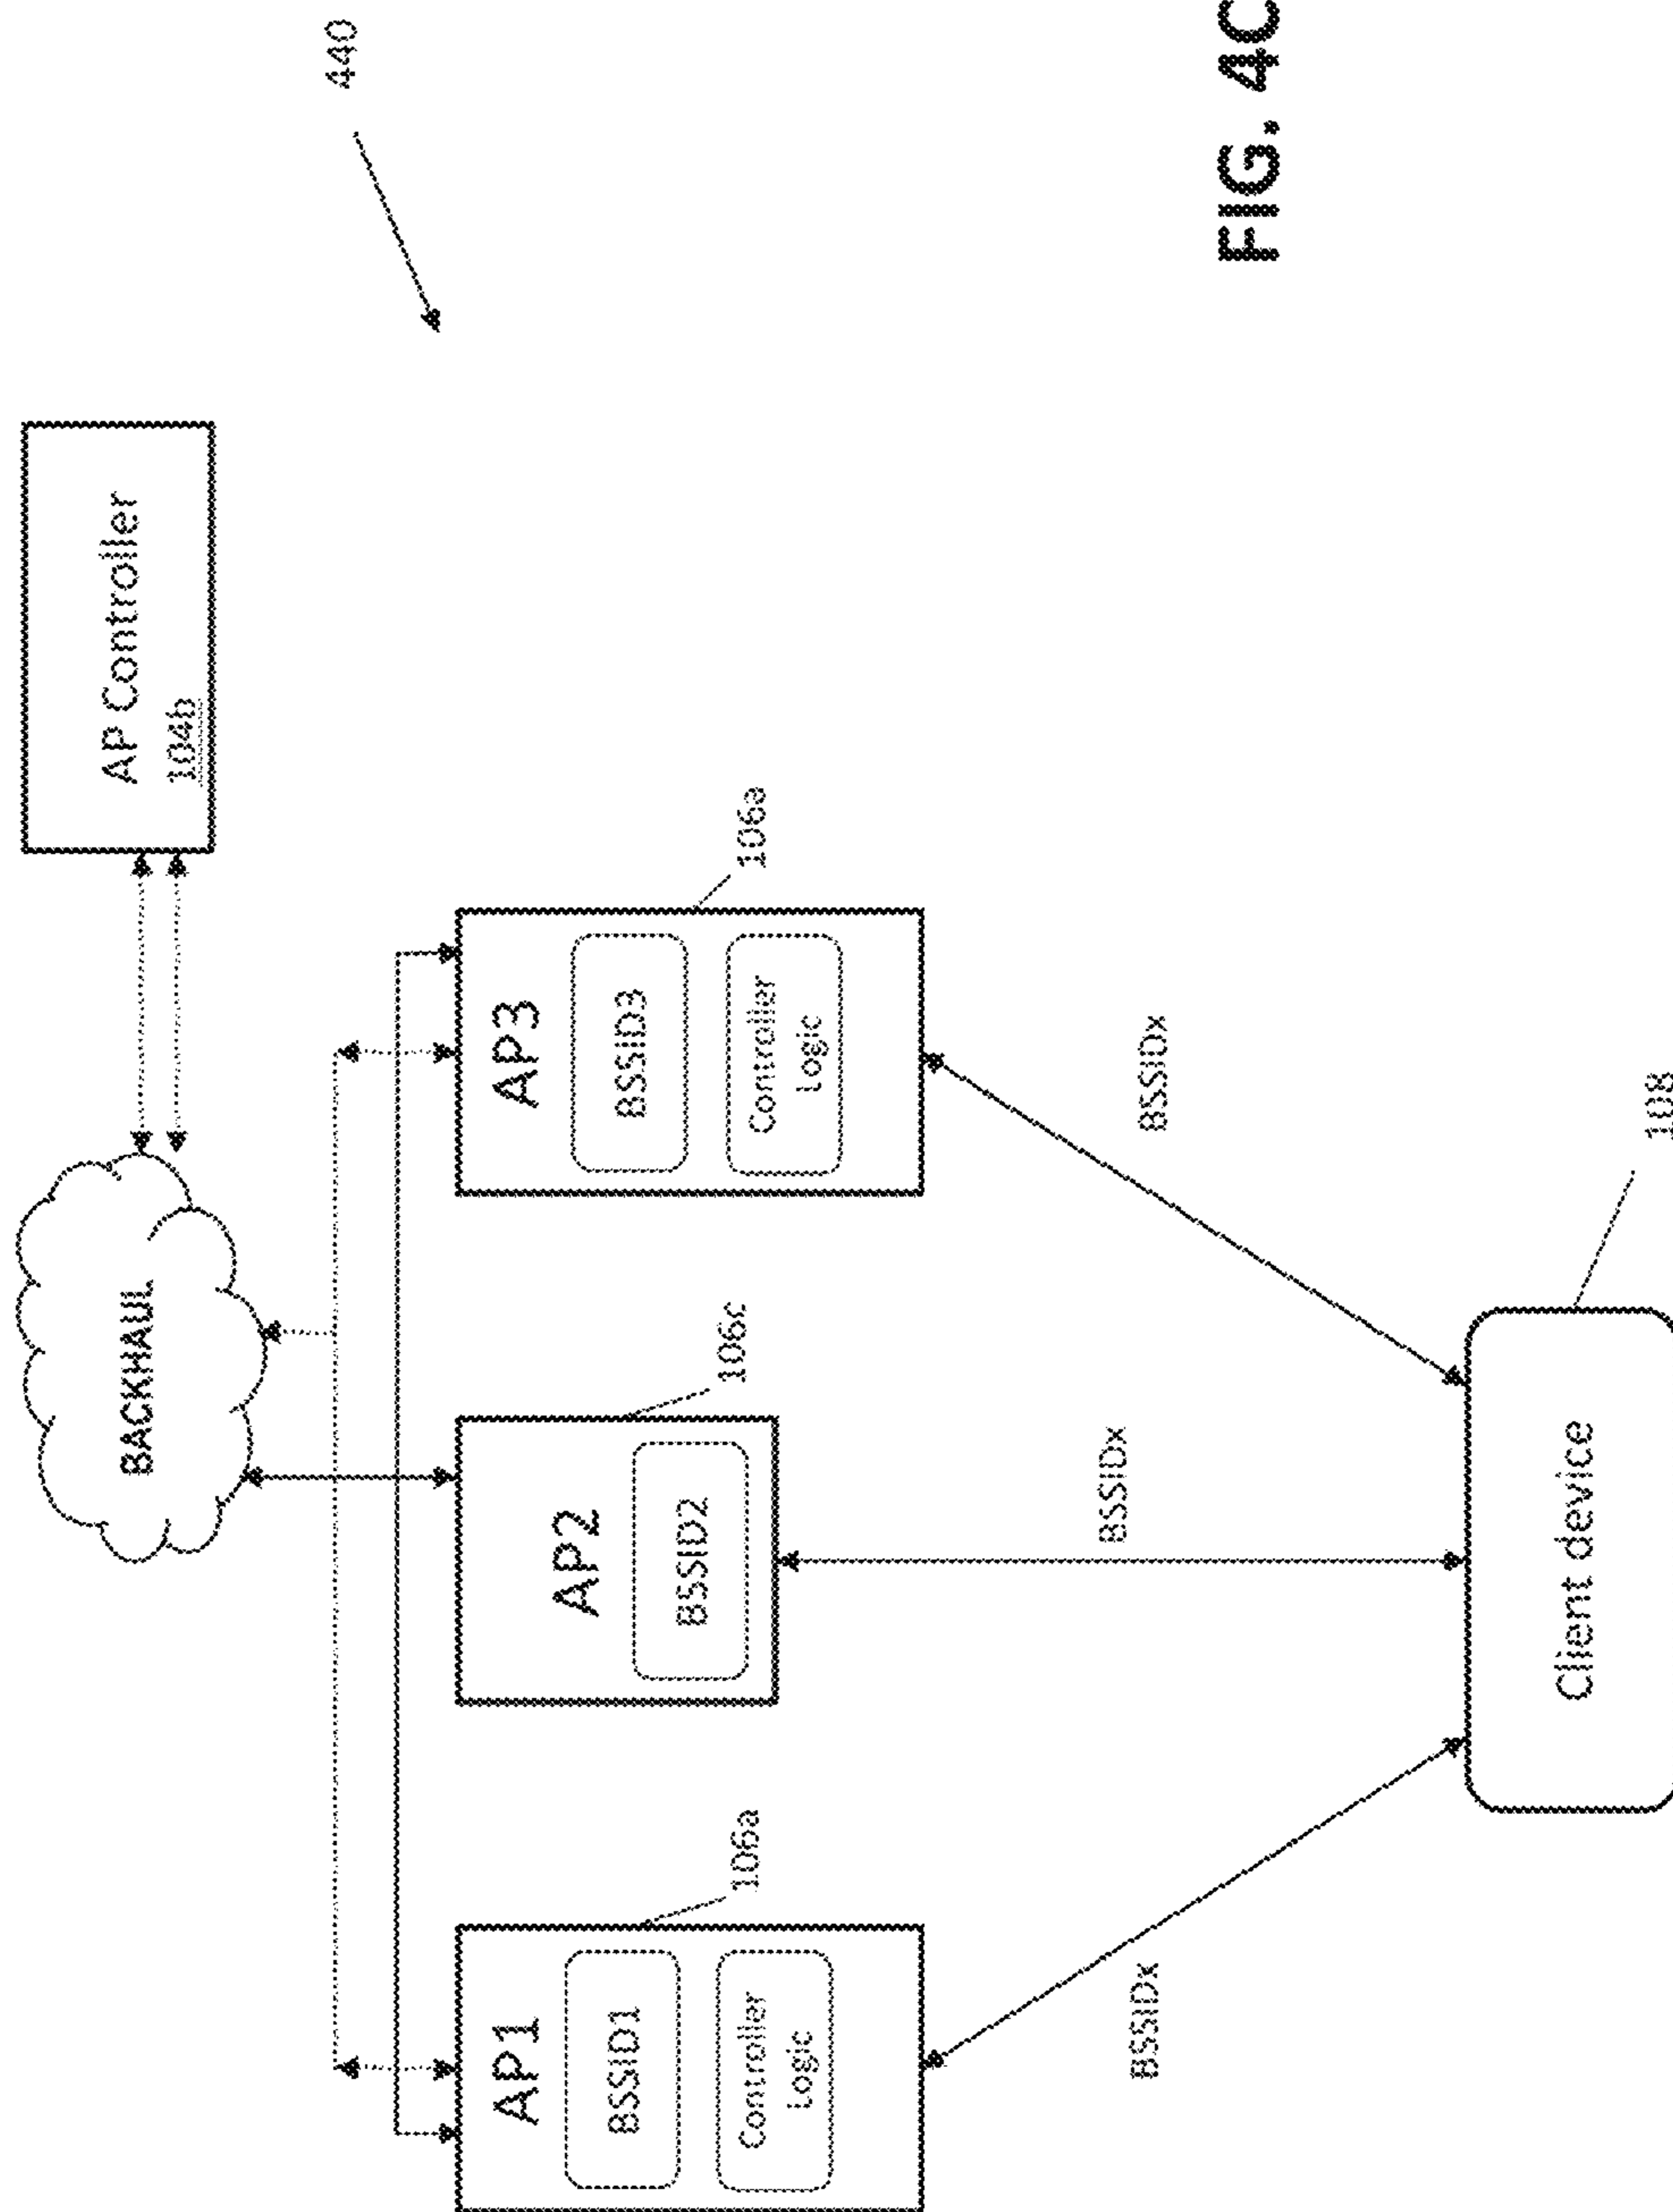 440
AP Controller
104b
BACKHAUL
AP1
BSSID1
Controller
Logic
106a
AP2
BSSID2
106c
AP3
BSSID3
Controller
Logic
106a
BSSIDx
BSSIDx
BSSIDx
Client device
108
FIG. 4C